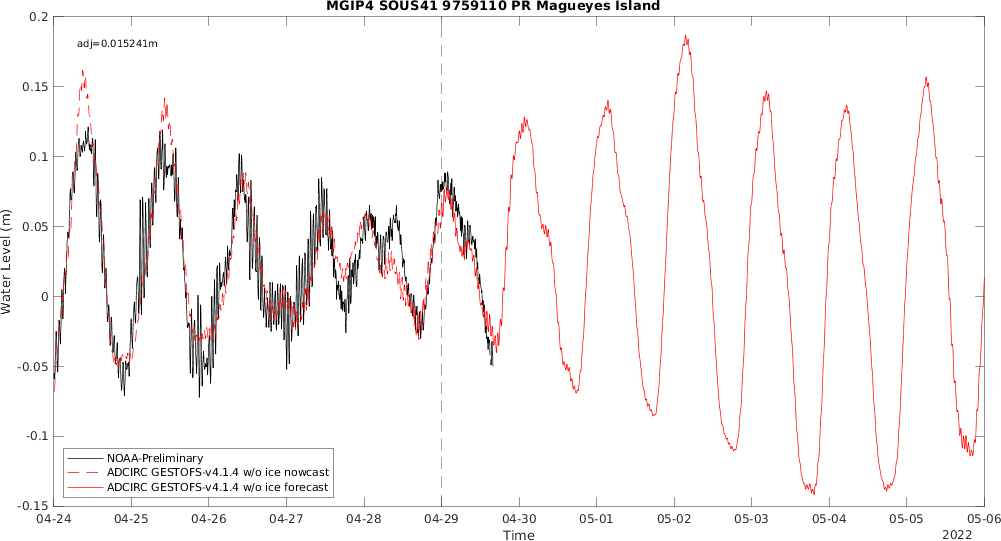 MGIP4 SOUS41 9759110 PR Magueyes Island
adj=0.015241m
0.2
0.15
0.1
0.05
0
-0.05
-0.1
-0.15
Water Level (m)
NOAA-Preliminary
ADCIRC GESTOFS-v4.1.4 w/o ice nowcast
ADCIRC GESTOFS-v4.1.4 w/o ice forecast
04-24 04-25 04-26 04-27 04-28 04-29 04-30 05-01 05-02 05-03 05-04 05-05 05-06
Time
2022